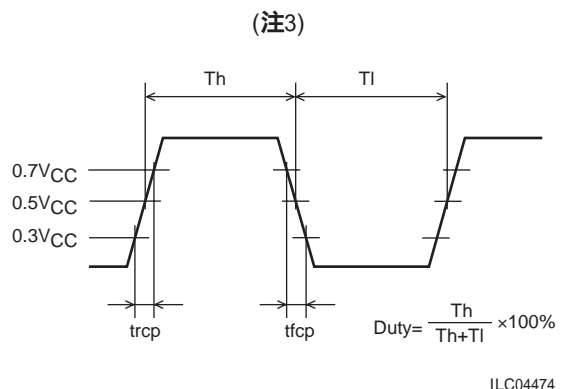 (注3)
Th Tl
0.7VCC
0.5VCC
0.3VCC
trcp tfcp Duty= Th/Th+Tl ×100%
ILC04474